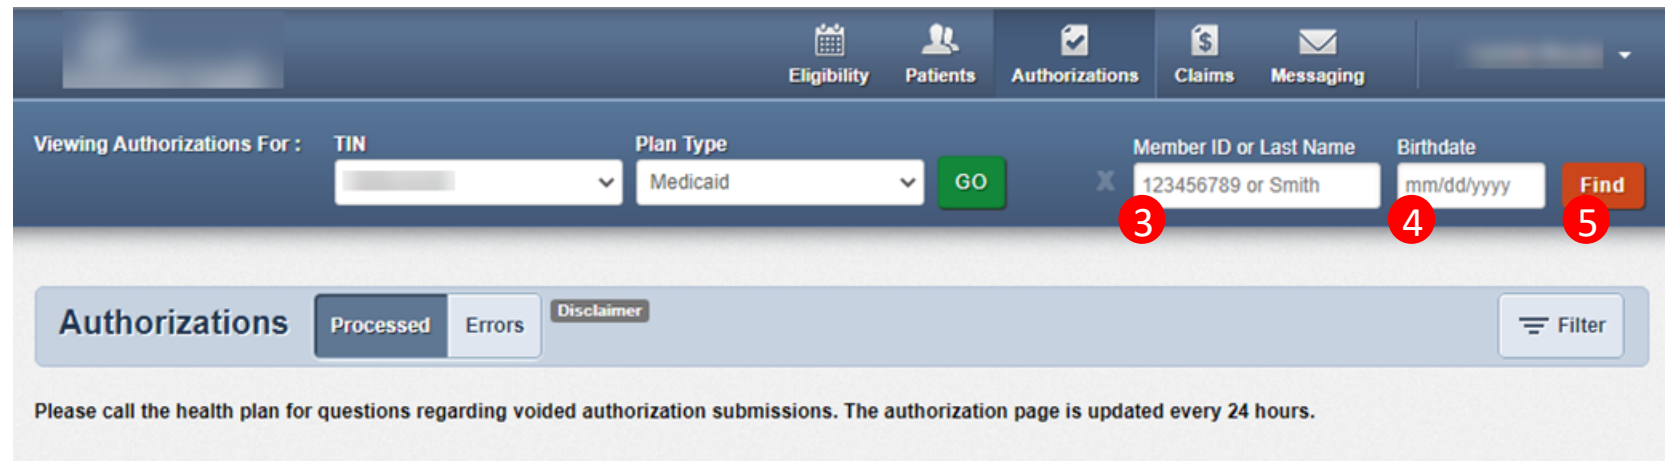 Eligibility
Patients
Authorizations
Claims
Messaging
Viewing Authorizations For :
TIN
Plan Type
Medicaid
GO
X
Member ID or Last Name
123456789 or Smith
Birthdate
mm/dd/yyyy
Find
3
4
5
Authorizations
Processed
Errors
Disclaimer
Filter
Please call the health plan for questions regarding voided authorization submissions. The authorization page is updated every 24 hours.